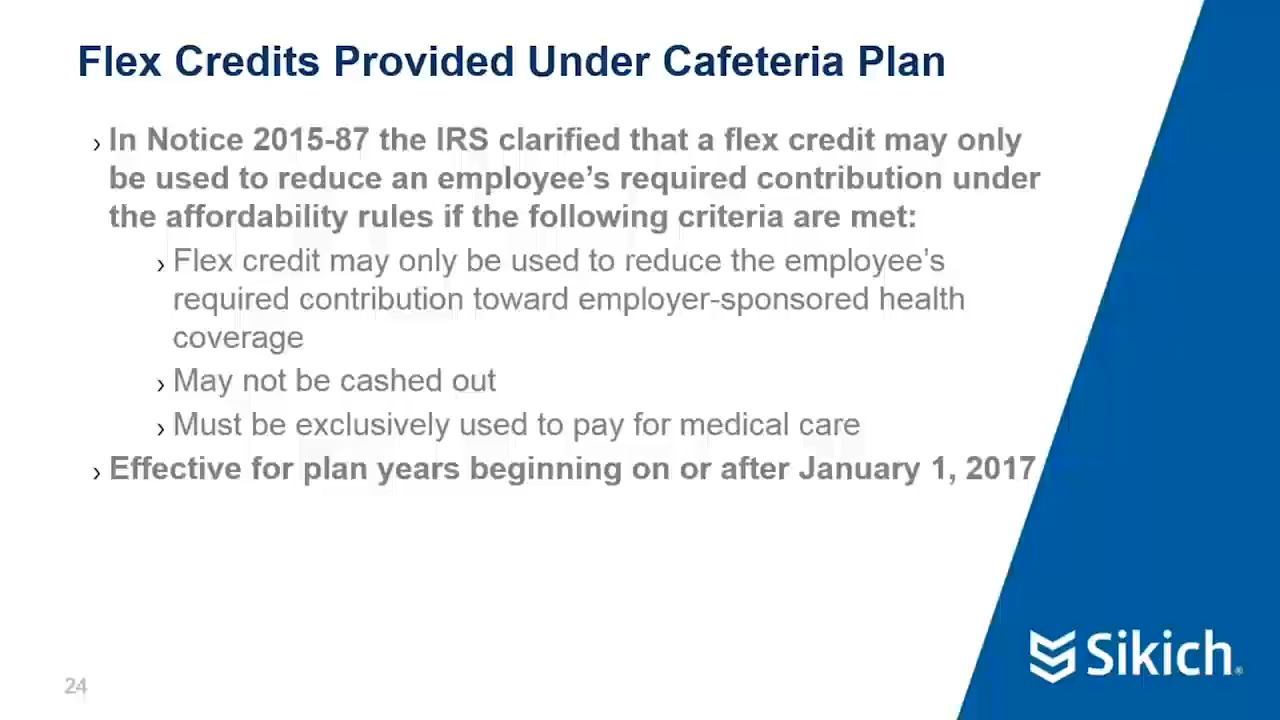 Flex Credits Provided Under Cafeteria Plan
› In Notice 2015-87 the IRS clarified that a flex credit may only
be used to reduce an employee’s required contribution under
the affordability rules if the following criteria are met:
› Flex credit may only be used to reduce the employee’s
required contribution toward employer-sponsored health
coverage
› May not be cashed out
› Must be exclusively used to pay for medical care
› Effective for plan years beginning on or after January 1, 2017
Sikich®
24